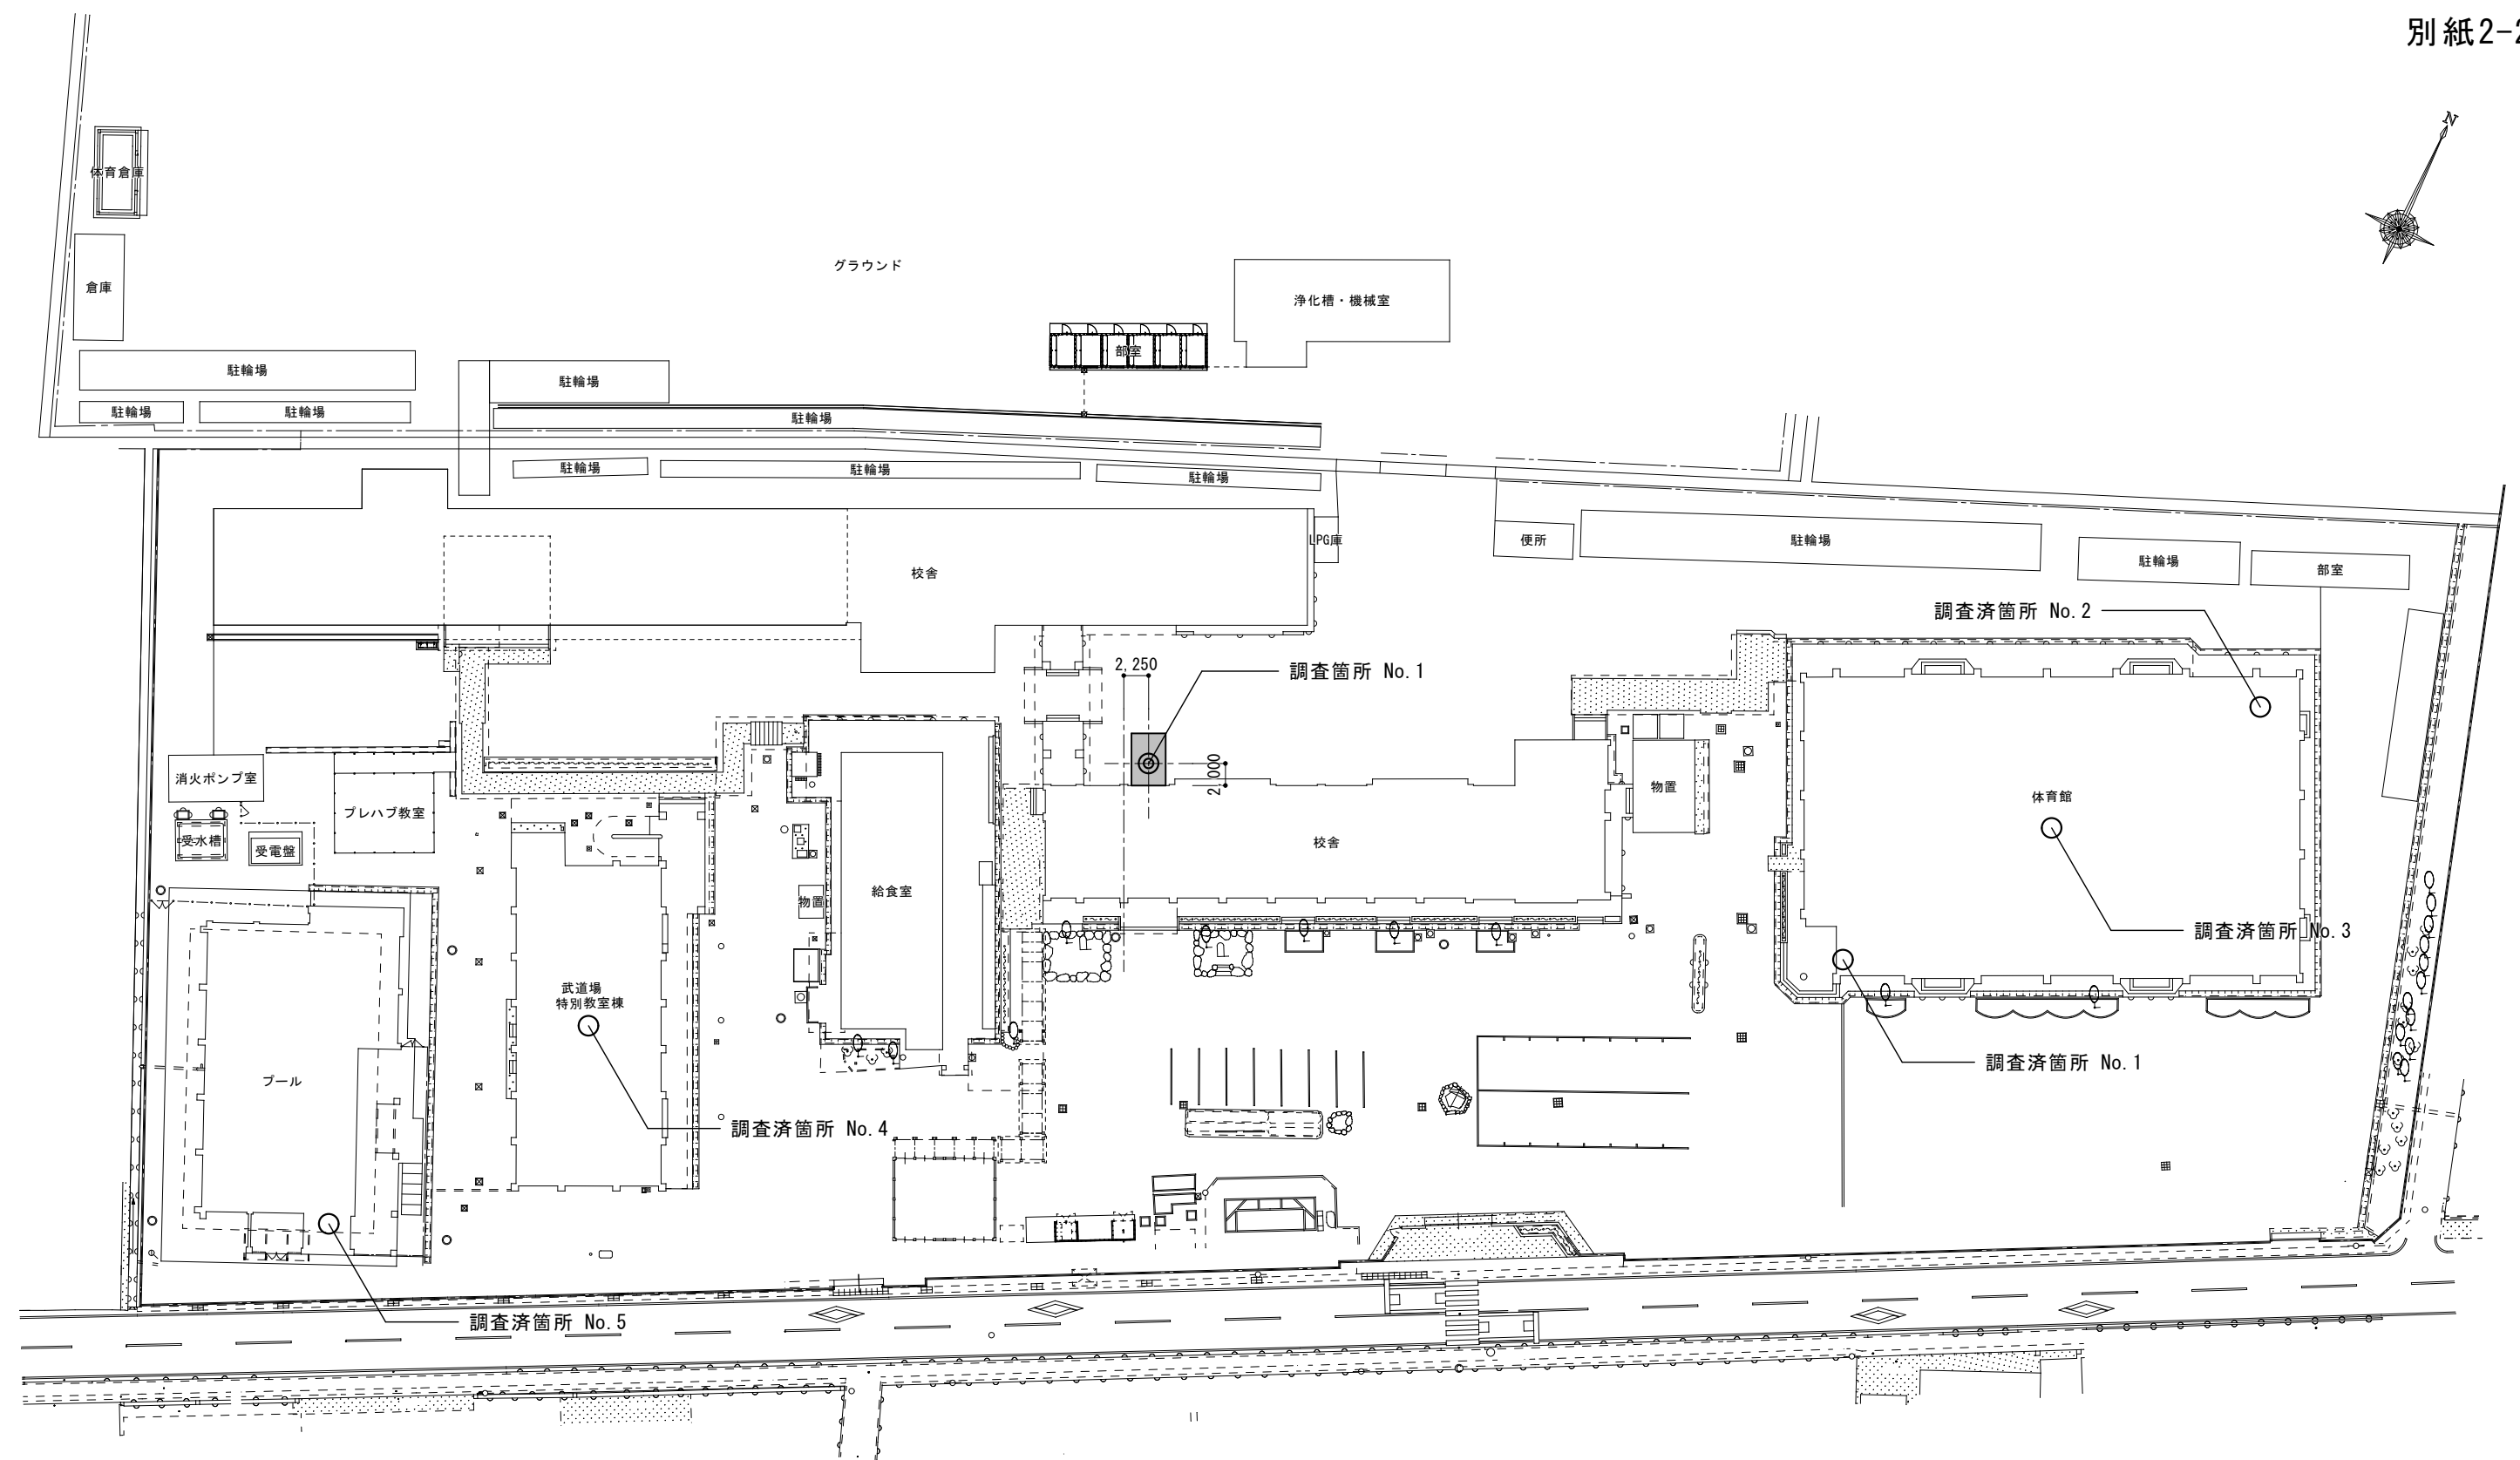 別紙2-2
N
体育倉庫
倉庫
グラウンド
浄化槽・機械室
部室
駐輪場
駐輪場
駐輪場
駐輪場
駐輪場
駐輪場
駐輪場
駐輪場
LPG庫
便所
駐輪場
駐輪場
部室
校舎
調査済箇所 No.2
2,250
調査箇所 No.1
2,000
消火ポンプ室
プレハブ教室
受水槽
受電盤
物置
給食室
校舎
物置
体育館
調査済箇所 No.3
武道場
特別教室棟
プール
調査済箇所 No.1
調査済箇所 No.4
調査済箇所 No.5